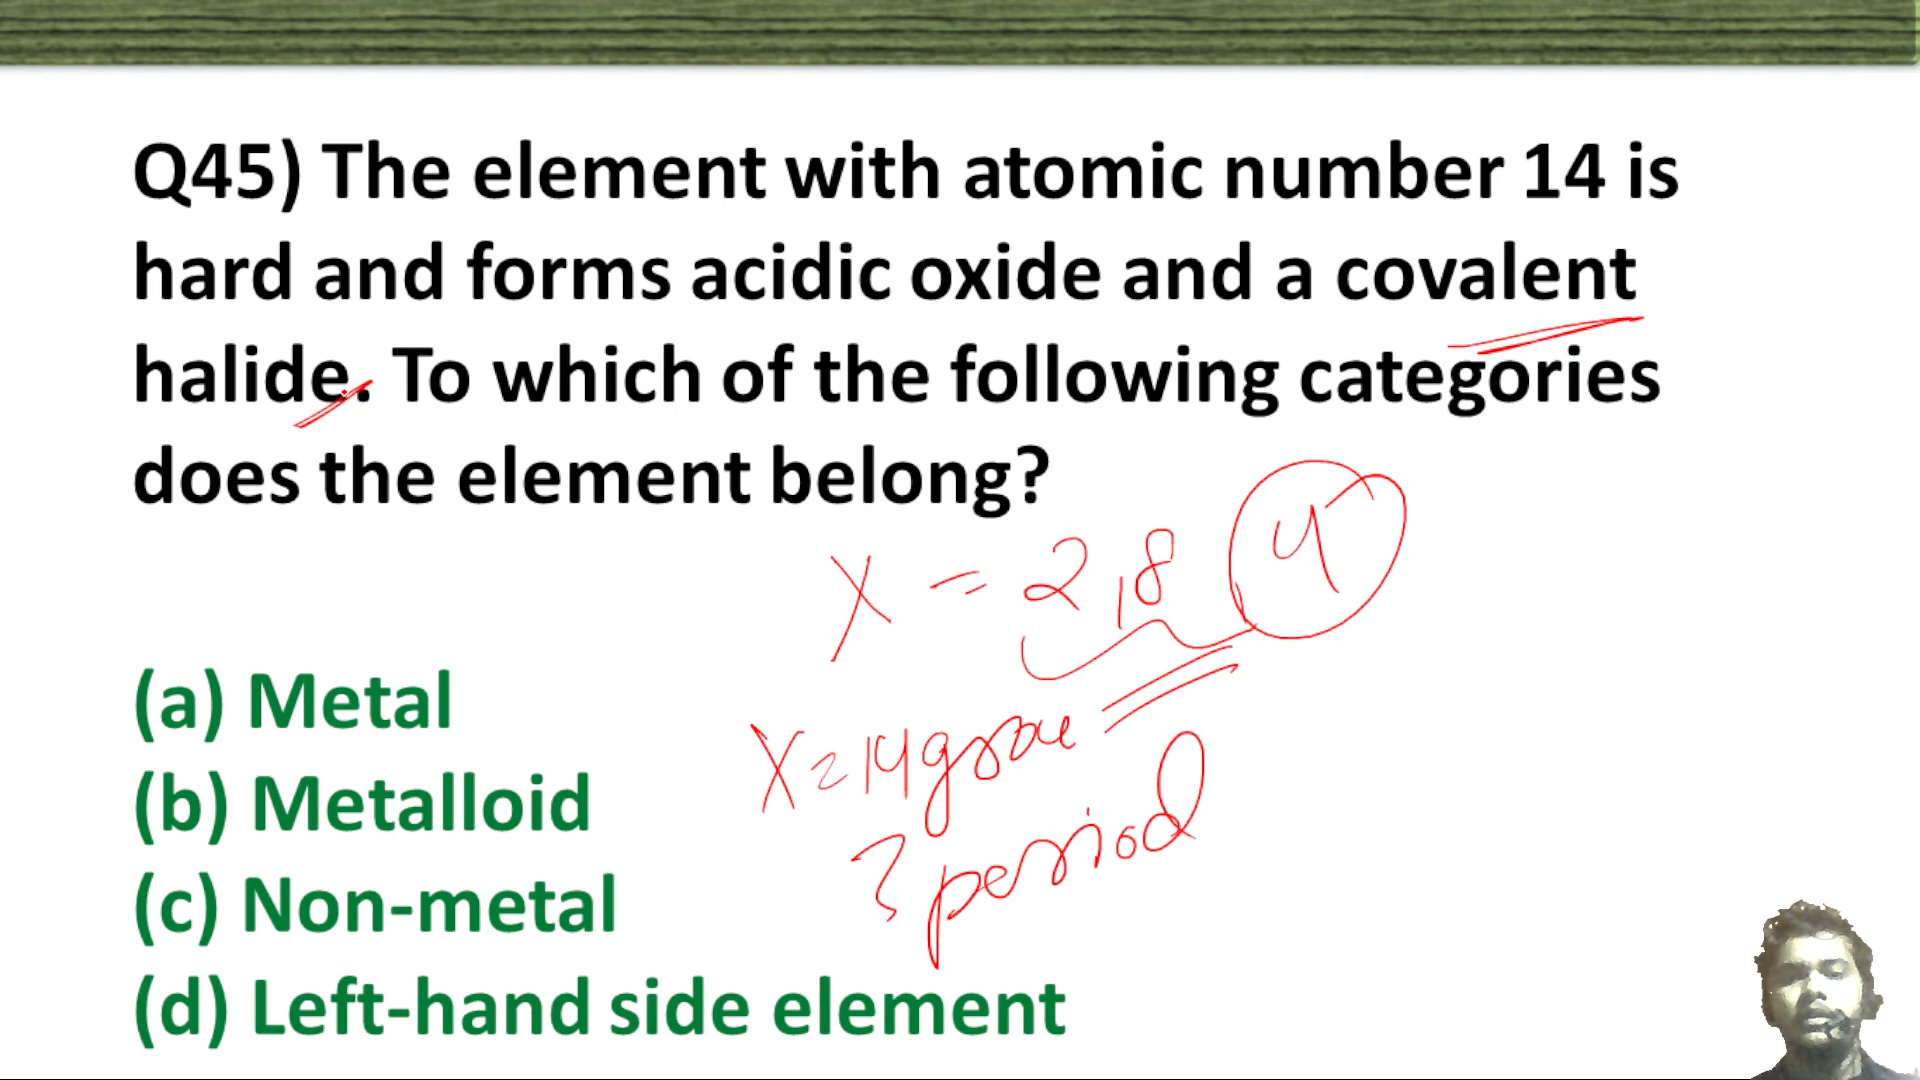 Q45) The element with atomic number 14 is
hard and forms acidic oxide and a covalent
halide. To which of the following categories
does the element belong?
X = 2,8 4
(a) Metal
X = 14 grou
(b) Metalloid
3 period
(c) Non-metal
(d) Left-hand side element